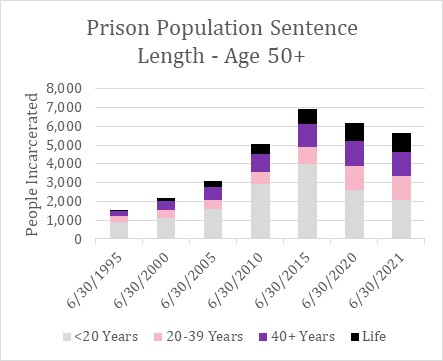 Prison Population Sentence
Length - Age 50+
People Incarcerated
8,000
7,000
6,000
5,000
4,000
3,000
2,000
1,000
0
6/30/1995
6/30/2000
6/30/2005
6/30/2010
6/30/2015
6/30/2020
6/30/2021
<20 Years
20-39 Years
40+ Years
Life